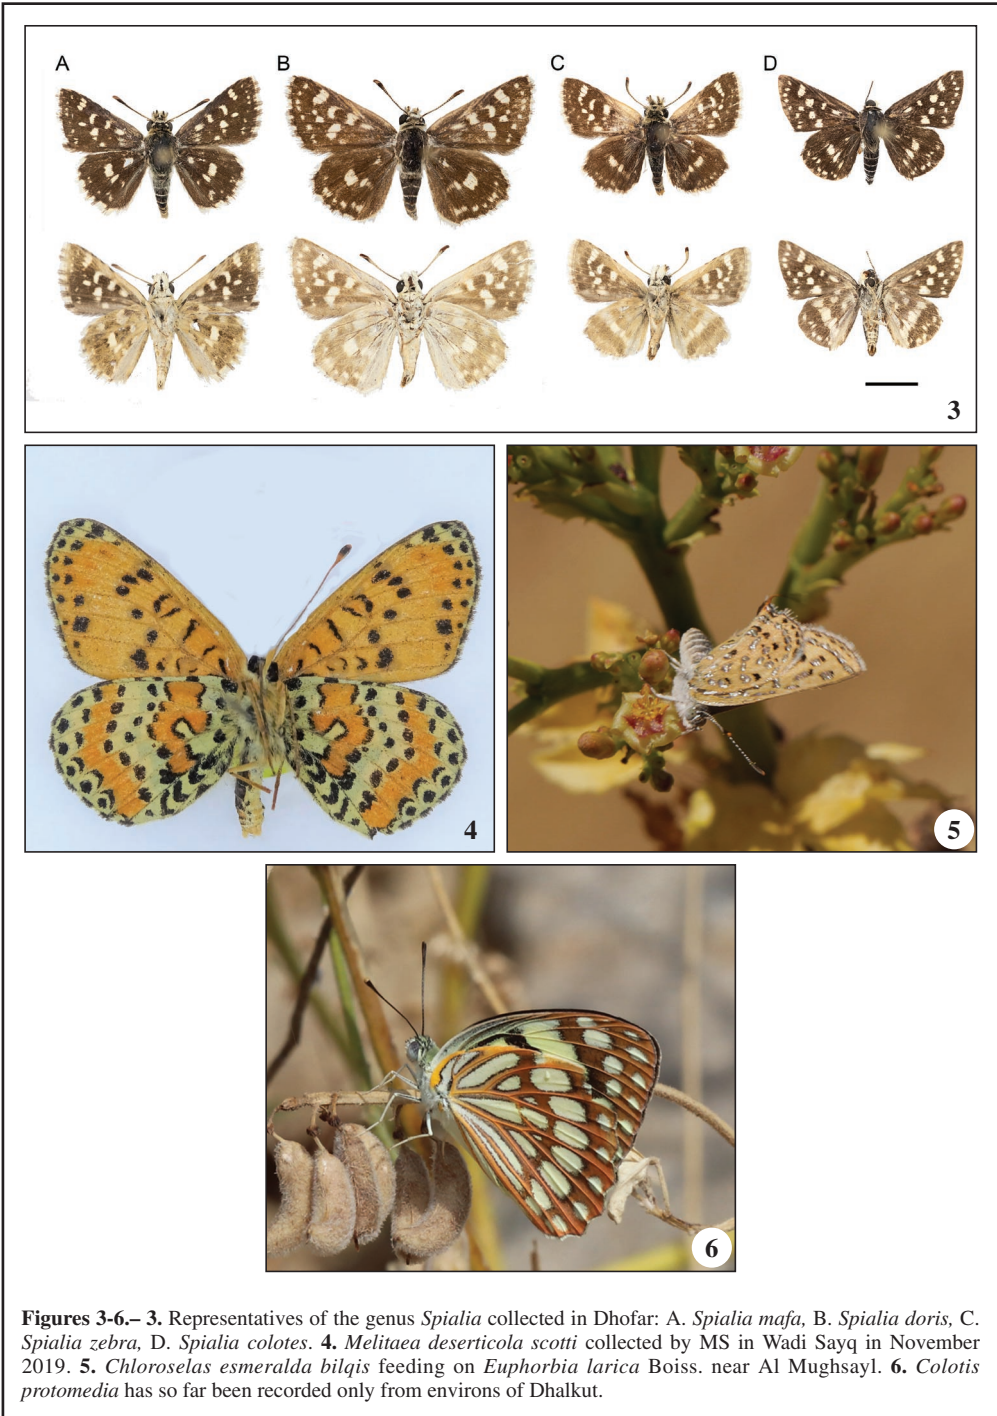 A
B
C
D
3
4
5
6
Figures 3-6.– 3. Representatives of the genus Spialia collected in Dhofar: A. Spialia mafa, B. Spialia doris, C.
Spialia zebra, D. Spialia colotes. 4. Melitaea deserticola scotti collected by MS in Wadi Sayq in November
2019. 5. Chloroselas esmeralda bilqis feeding on Euphorbia larica Boiss. near Al Mughsayl. 6. Colotis
protomedia has so far been recorded only from environs of Dhalkut.